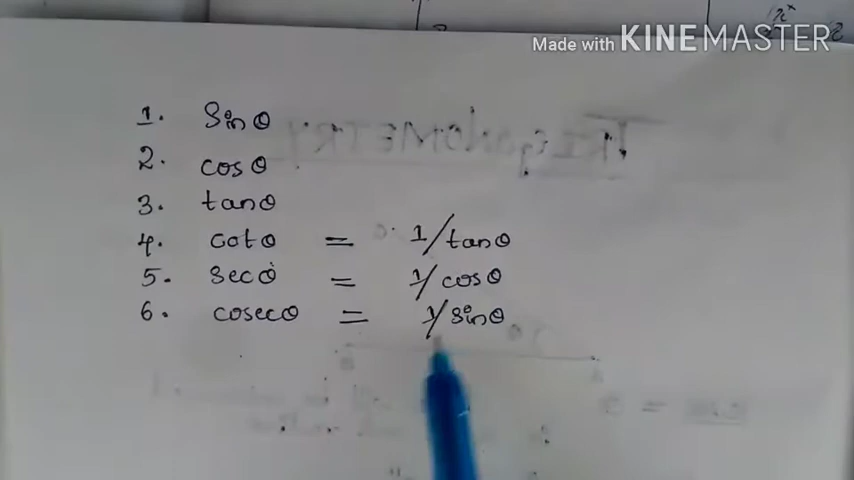 Made with KINEMASTER
1. Sinθ
2. cosθ
3. tanθ
4. cotθ = 1/tanθ
5. secθ = 1/cosθ
6. cosecθ = 1/sinθ
TRIGONOMETRY